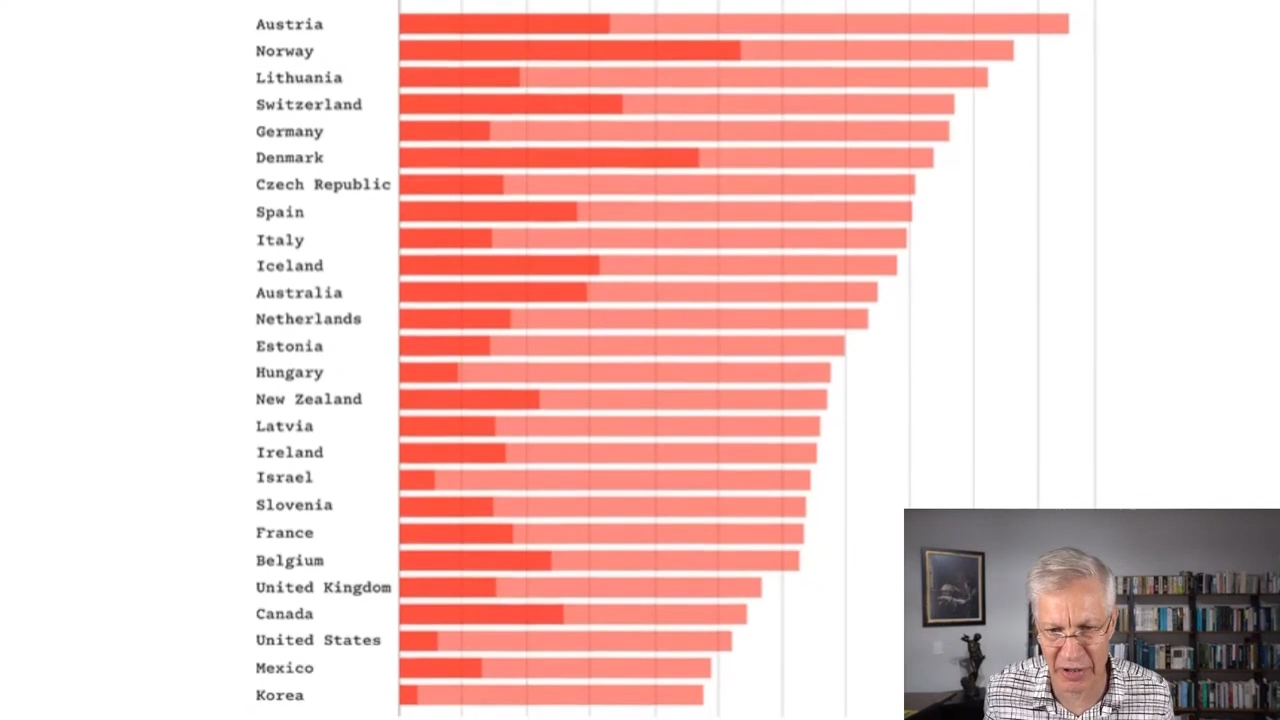 Austria
Norway
Lithuania
Switzerland
Germany
Denmark
Czech Republic
Spain
Italy
Iceland
Australia
Netherlands
Estonia
Hungary
New Zealand
Latvia
Ireland
Israel
Slovenia
France
Belgium
United Kingdom
Canada
United States
Mexico
Korea